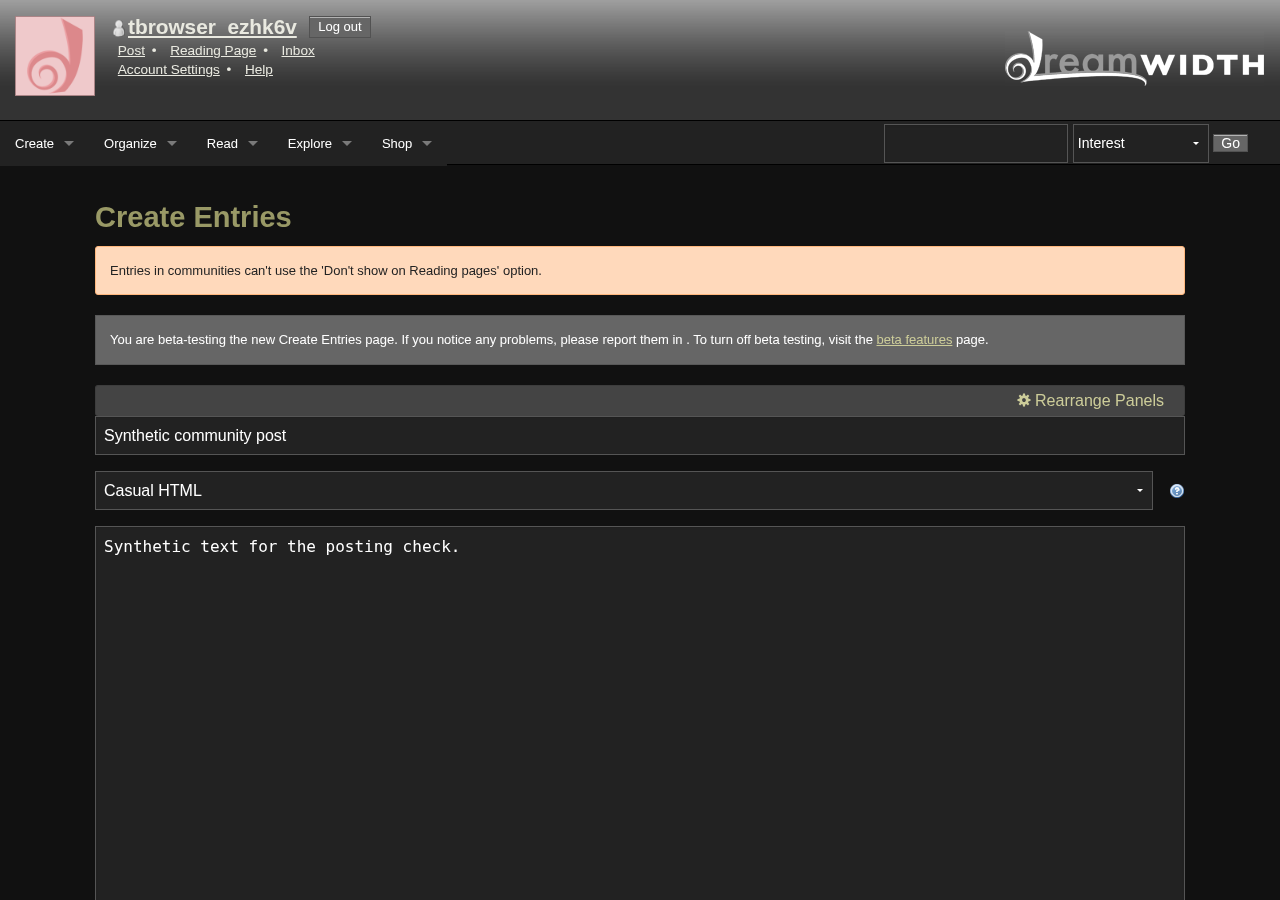 tbrowser_ezhk6v Log out
Post • Reading Page • Inbox
Account Settings • Help
dreamWIDTH
Create Organize Read Explore Shop Interest Go
Create Entries
Entries in communities can't use the 'Don't show on Reading pages' option.
You are beta-testing the new Create Entries page. If you notice any problems, please report them in . To turn off beta testing, visit the beta features page.
Rearrange Panels
Synthetic community post
Casual HTML
Synthetic text for the posting check.